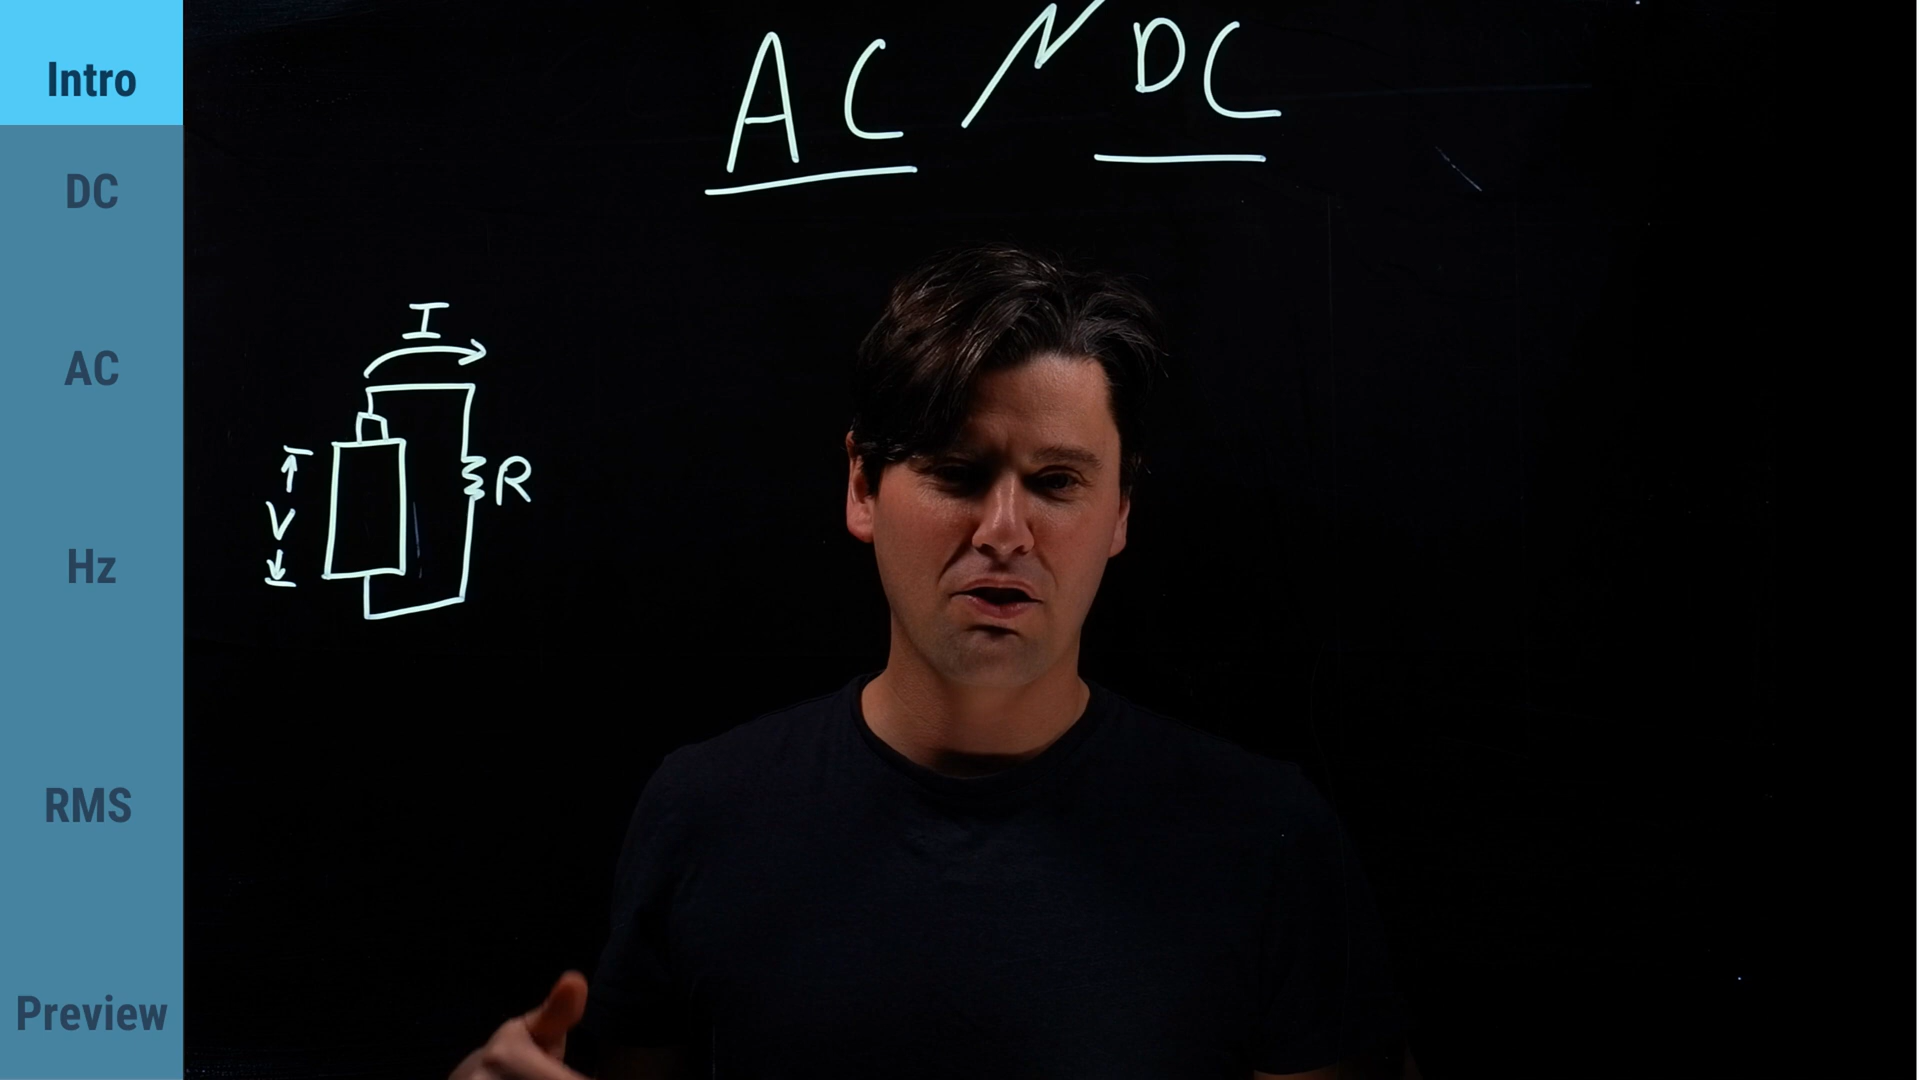 Intro
DC
AC
Hz
RMS
Preview
AC/DC
I
V
R